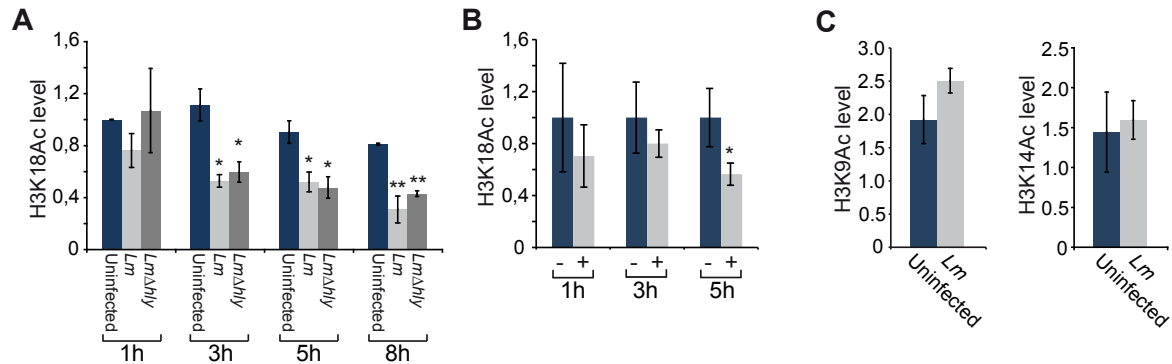 A
H3K18Ac level
1,6
1,2
0.8
0.4
0
* *
* *
** **
Uninfected Lm LmΔhly Uninfected Lm LmΔhly Uninfected Lm LmΔhly Uninfected Lm LmΔhly
1h 3h 5h 8h
B
H3K18Ac level
1,6
1,2
0.8
0.4
0
*
- + - + - +
1h 3h 5h
C
H3K9Ac level
3.0
2.5
2.0
1.5
1.0
0.5
0
Uninfected
Lm
H3K14Ac level
2.5
2.0
1.5
1.0
0.5
0
Uninfected
Lm